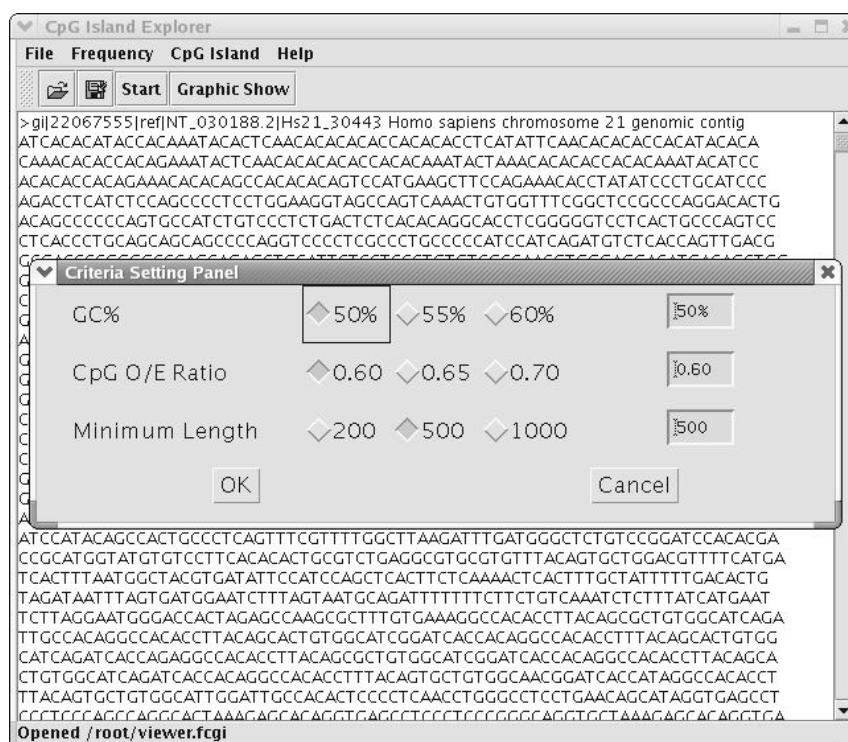 CpG Island Explorer
File Frequency CpG Island Help
Start Graphic Show
>gi|22067555|ref|NT_030188.2|Hs21_30443 Homo sapiens chromosome 21 genomic contig
ATCACACATACCACAAATACACTCAACACACACACCACACACCTCATATTCAACACACACCACATACACA
CAAACACACCACAGAAATACTCAACACACACACCACACAAATACTAAACACACACCACACAAATACATCC
ACACACCACAGAAACACACAGCCACACACAGTCCATGAAGCTTCCAGAAACACCTATATCCCTGCATCCC
AGACCTCATCTCCAGCCCCTCCTGGAAGGTAGCCAGTCAAACTGTGGTTTCGGCTCCGCCCAGGACACTG
ACAGCCCCCCAGTGCCATCTGTCCCTCTGACTCTCACACAGGCACCTCGGGGGTCCTCACTGCCCAGTCC
CTCACCCTGCAGCAGCAGCCCCAGGTCCCCTCGCCCTGCCCCCATCCATCAGATGTCTCACCAGTTGACG
Criteria Setting Panel
GC% 50% 55% 60% 50%
CpG O/E Ratio 0.60 0.65 0.70 0.60
Minimum Length 200 500 1000 500
OK Cancel
ATCCATACAGCCACTGCCCTCAGTTTCGTTTTGGCTTAAGATTTGATGGGCTCTGTCCGGATCCACACGA
CCGCATGGTATGTGTCCTTCACACACTGCGTCTGAGGCGTGCGTGTTTACAGTGCTGGACGTTTTCATGA
TCACTTTAATGGCTACGTGATATTCCATCCAGCTCACTTCTCAAAACTCACTTTGCTATTTTTGACACTG
TAGATAATTTAGTGATGGAATCTTTAGTAATGCAGATTTTTTTCTTCTGTCAAATCTCTTTATCATGAAT
TCTTAGGAATGGGACCACTAGAGCCAAGCGCTTTGTGAAAGGCCACACCTTACAGCGCTGTGGCATCAGA
TTGCCACAGGCCACACCTTACAGCACTGTGGCATCGGATCACCACAGGCCACACCTTTACAGCACTGTGG
CATCAGATCACCAGAGGCCACACCTTACAGCGCTGTGGCATCGGATCACCACAGGCCACACCTTACAGCA
CTGTGGCATCAGATCACCACAGGCCACACCTTTACAGTGCTGTGGCAACGGATCACCATAGGCCACACCT
TTACAGTGCTGTGGCATTGGATTGCCACACTCCCCTCAACCTGGGCCTCCTGAACAGCATAGGTGAGCCT
GCCTCCCAGCCAGGCACTAAAGAGCACAGGTGAGCCTCCCTCCCGGGCAGGTGCTAAAGAGCACAGGTGA
Opened /root/viewer.fcgi